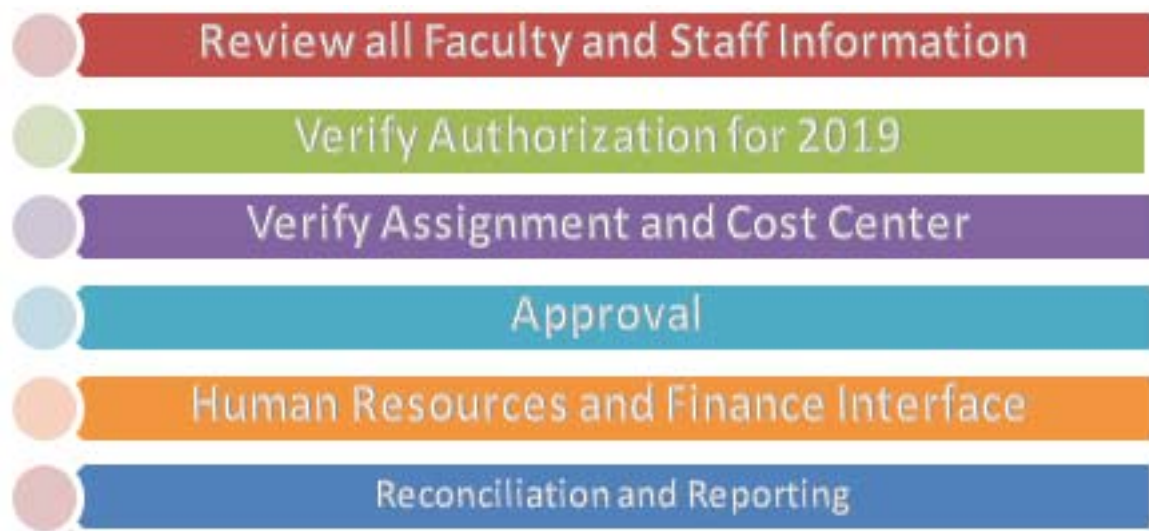 Review all Faculty and Staff Information
Verify Authorization for 2019
Verify Assignment and Cost Center
Approval
Human Resources and Finance Interface
Reconciliation and Reporting